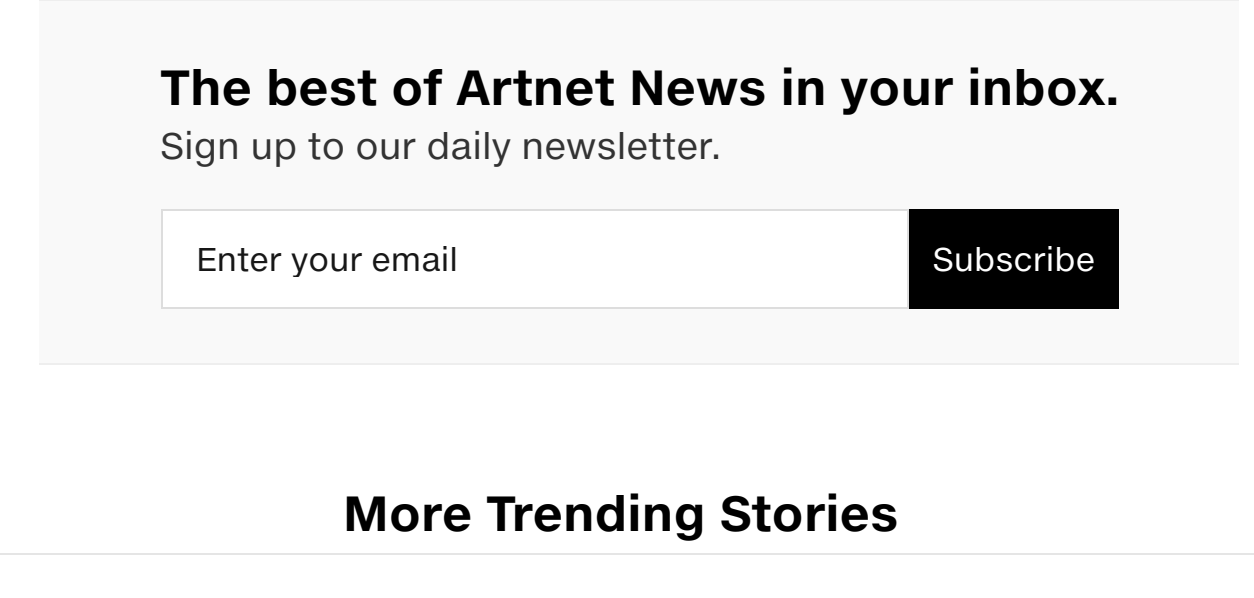 The best of Artnet News in your inbox.
Sign up to our daily newsletter.
Enter your email
Subscribe
More Trending Stories